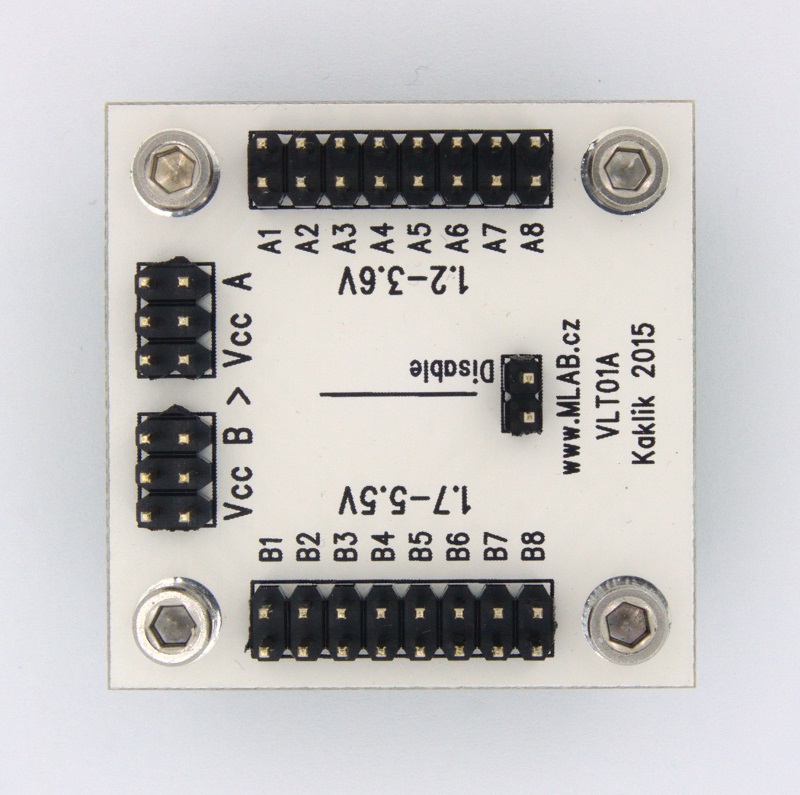 A1 A2 A3 A4 A5 A6 A7 A8
1.2-3.6V
Vcc B > Vcc A
Disable
www.MLAB.cz
VLT01A
Kaklik 2015
1.7-5.5V
B1 B2 B3 B4 B5 B6 B7 B8